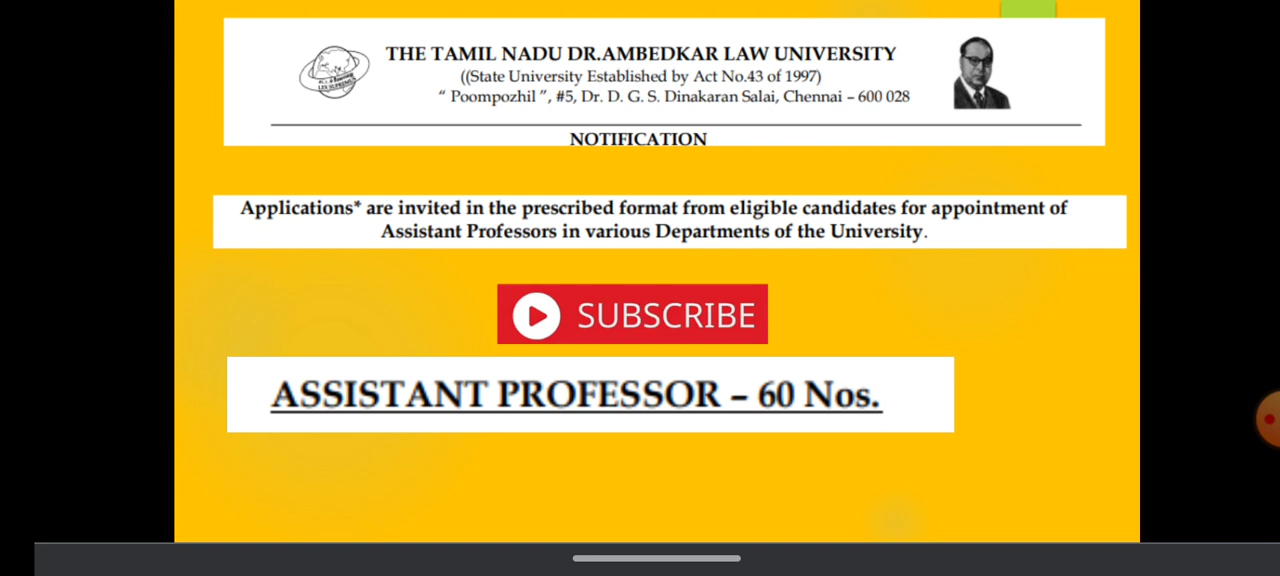 THE TAMIL NADU DR.AMBEDKAR LAW UNIVERSITY
((State University Established by Act No.43 of 1997)
“ Poompozhil ”, #5, Dr. D. G. S. Dinakaran Salai, Chennai – 600 028
NOTIFICATION
Applications* are invited in the prescribed format from eligible candidates for appointment of
Assistant Professors in various Departments of the University.
SUBSCRIBE
ASSISTANT PROFESSOR – 60 Nos.